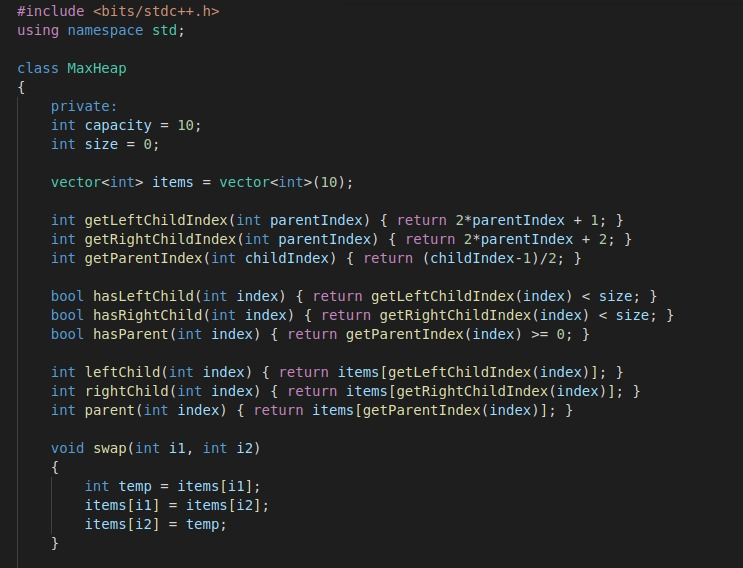 #include <bits/stdc++.h>
using namespace std;

class MaxHeap
{
    private:
    int capacity = 10;
    int size = 0;

    vector<int> items = vector<int>(10);

    int getLeftChildIndex(int parentIndex) { return 2*parentIndex + 1; }
    int getRightChildIndex(int parentIndex) { return 2*parentIndex + 2; }
    int getParentIndex(int childIndex) { return (childIndex-1)/2; }

    bool hasLeftChild(int index) { return getLeftChildIndex(index) < size; }
    bool hasRightChild(int index) { return getRightChildIndex(index) < size; }
    bool hasParent(int index) { return getParentIndex(index) >= 0; }

    int leftChild(int index) { return items[getLeftChildIndex(index)]; }
    int rightChild(int index) { return items[getRightChildIndex(index)]; }
    int parent(int index) { return items[getParentIndex(index)]; }

    void swap(int i1, int i2)
    {
        int temp = items[i1];
        items[i1] = items[i2];
        items[i2] = temp;
    }